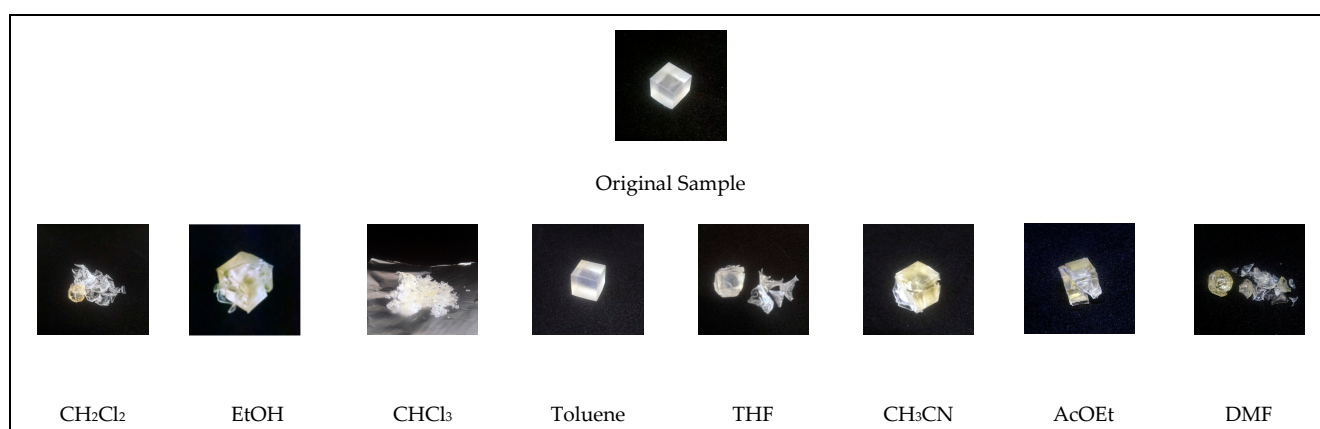 Original Sample
CH₂Cl₂ EtOH CHCl₃ Toluene THF CH₃CN AcOEt DMF